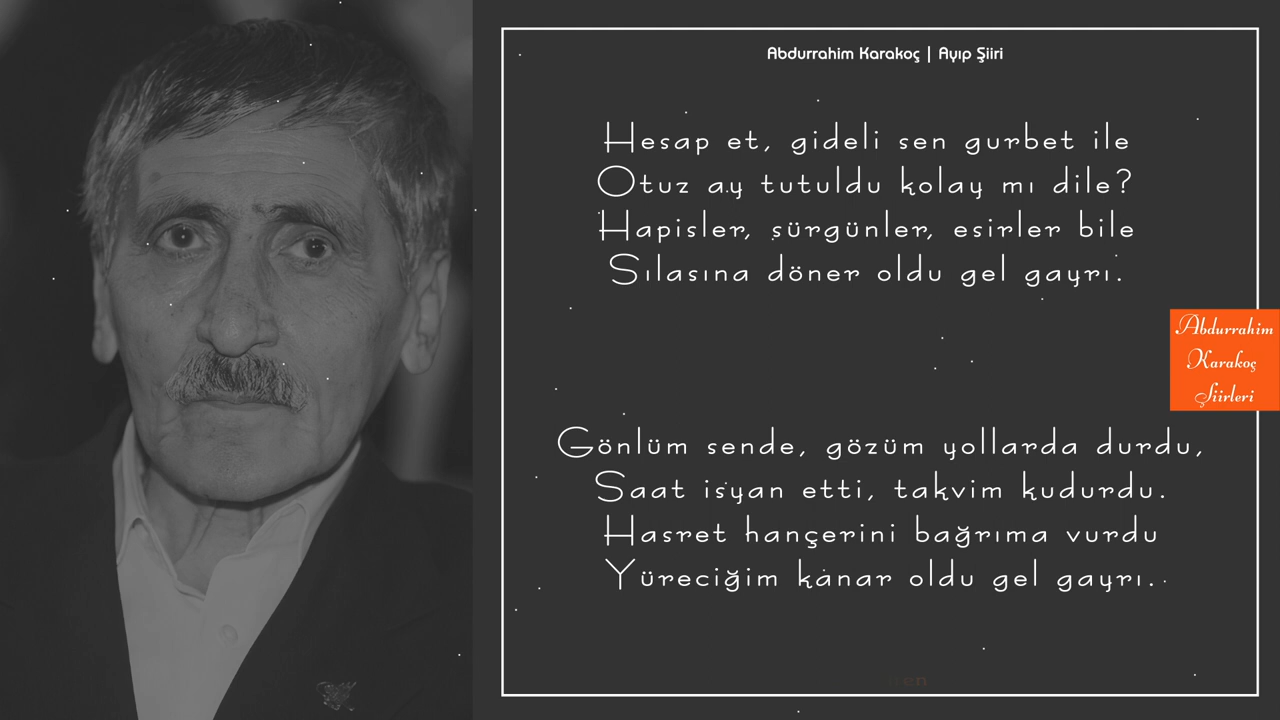 Abdurrahim Karakoç | Ayıp Şiiri
Hesap et, gideli sen gurbet ile
Otuz ay tutuldu kolay mı dile?
Hapisler, sürgünler, esirler bile
Sılasına döner oldu gel gayrı.
Abdurrahim
Karakoç
Şiirleri
Gönlüm sende, gözüm yollarda durdu,
Saat isyan etti, takvim kudurdu.
Hasret hançerini bağrıma vurdu
Yüreciğim kanar oldu gel gayrı.